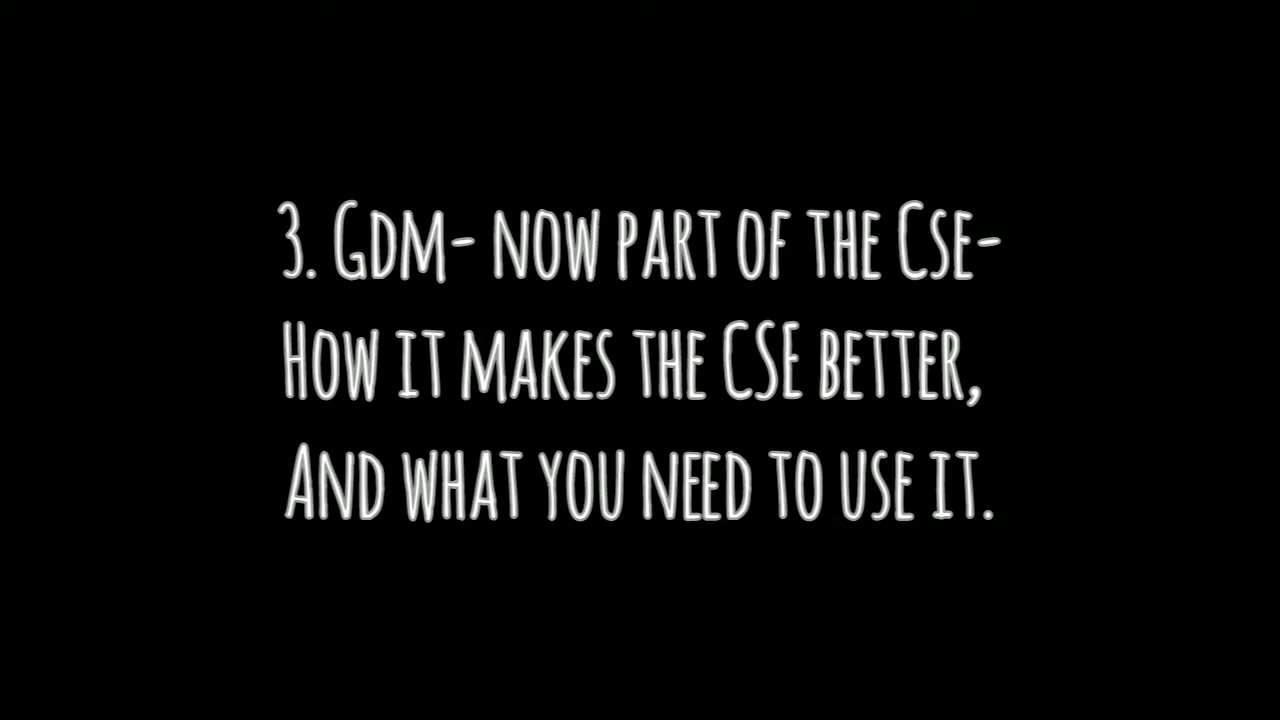 3. Gdm- now part of the Cse-
How it makes the CSE better,
And what you need to use it.